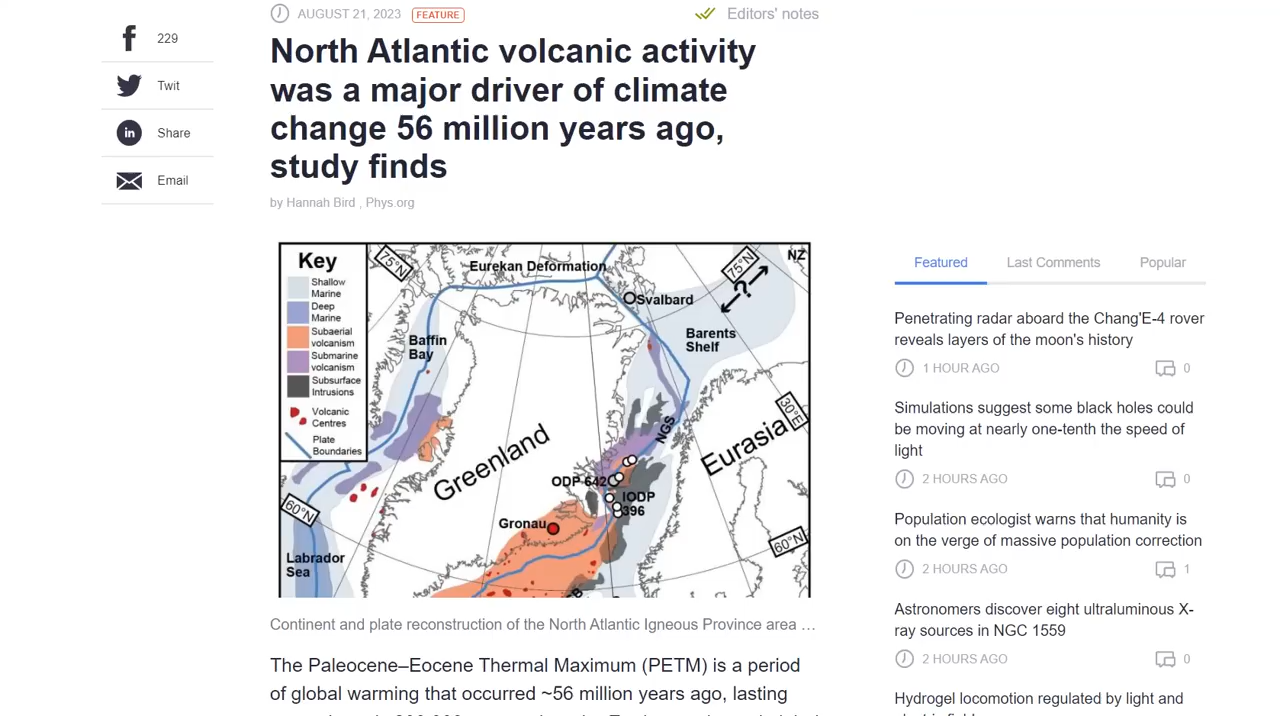 229
Twit
Share
Email
AUGUST 21, 2023 FEATURE
Editors' notes
North Atlantic volcanic activity
was a major driver of climate
change 56 million years ago,
study finds
by Hannah Bird , Phys.org
Key
Shallow
Marine
Deep
Marine
Subaerial
volcanism
Submarine
volcanism
Subsurface
Intrusions
Volcanic
Centres
Plate
Boundaries
75°N
Eurekan Deformation
75°N
NZ
?
Svalbard
Barents
Shelf
Baffin
Bay
30°E
NGS
Greenland
Eurasia
ODP 642
IODP
396
60°N
Gronau
60°N
Labrador
Sea
Continent and plate reconstruction of the North Atlantic Igneous Province area …
The Paleocene–Eocene Thermal Maximum (PETM) is a period
of global warming that occurred ~56 million years ago, lasting
Featured
Last Comments
Popular
Penetrating radar aboard the Chang'E-4 rover
reveals layers of the moon's history
1 HOUR AGO
0
Simulations suggest some black holes could
be moving at nearly one-tenth the speed of
light
2 HOURS AGO
0
Population ecologist warns that humanity is
on the verge of massive population correction
2 HOURS AGO
1
Astronomers discover eight ultraluminous X-
ray sources in NGC 1559
2 HOURS AGO
0
Hydrogel locomotion regulated by light and